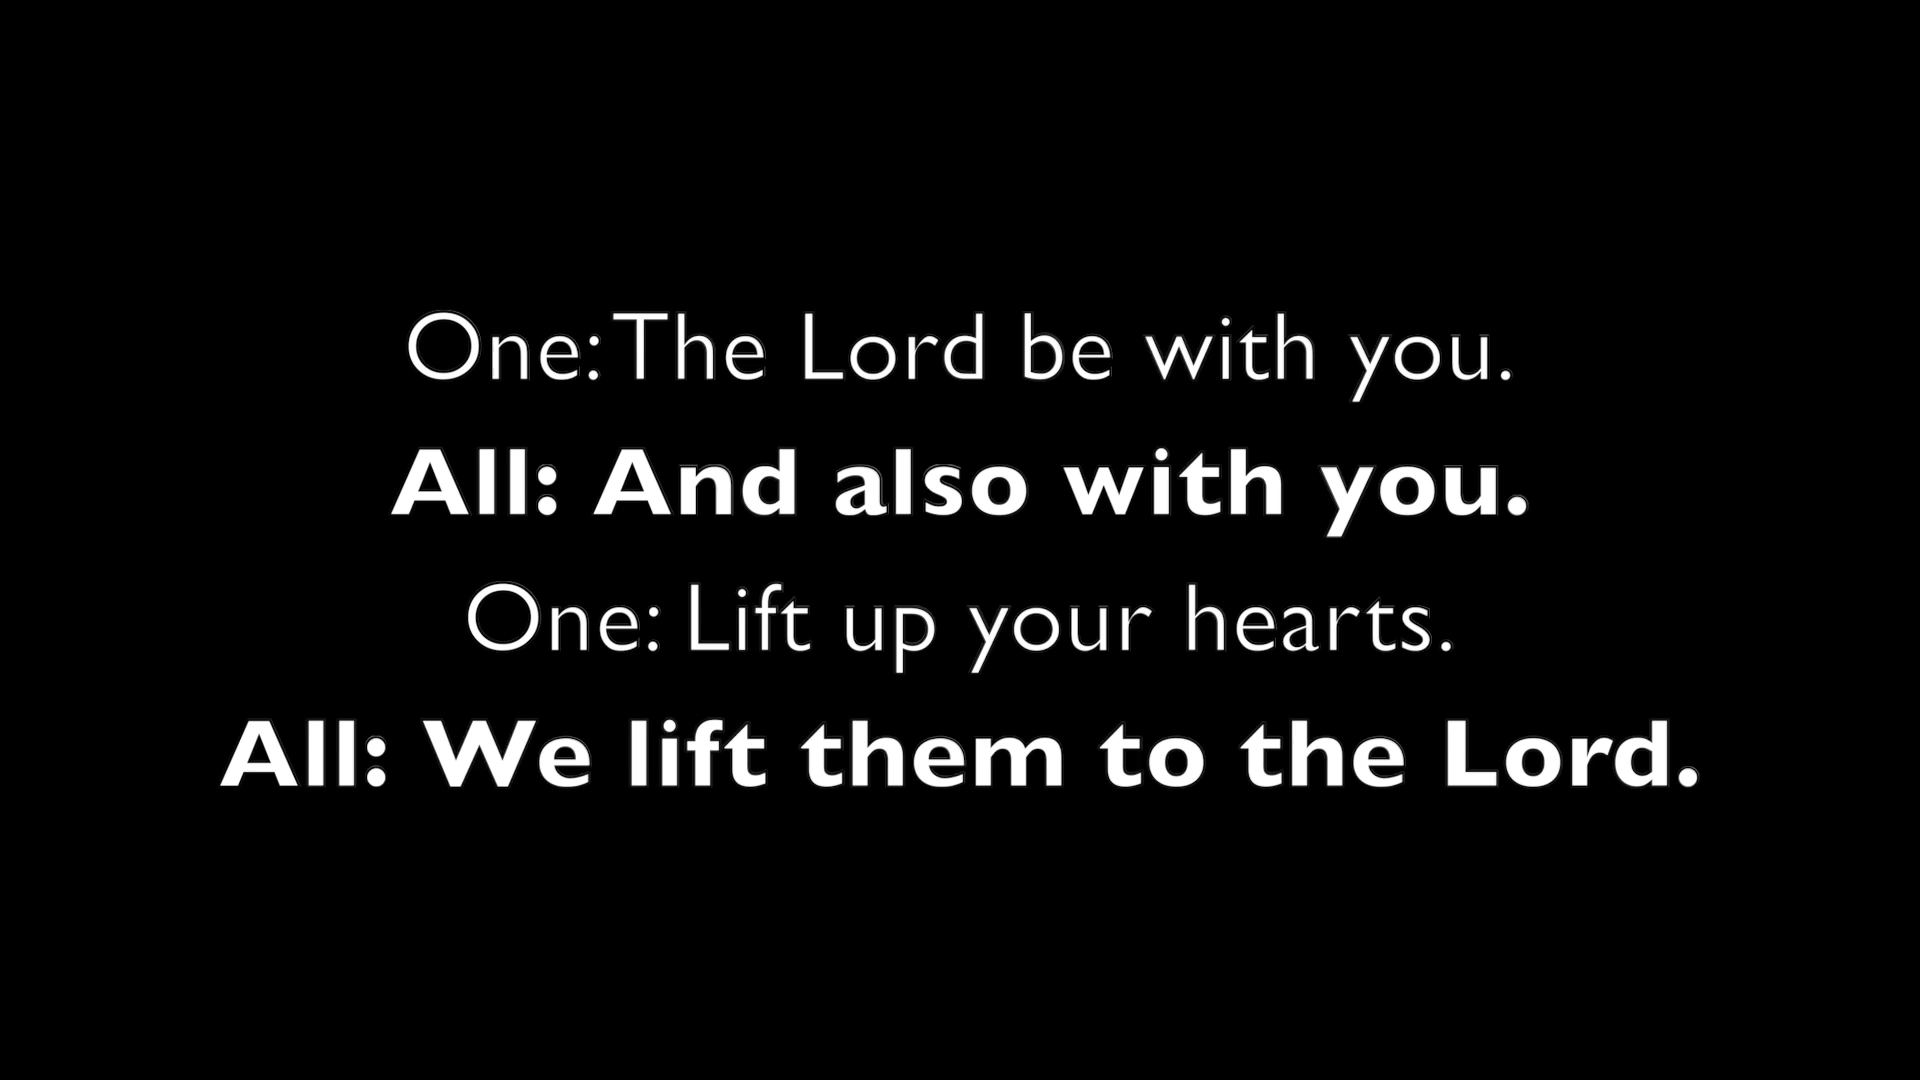 One: The Lord be with you.
All: And also with you.
One: Lift up your hearts.
All: We lift them to the Lord.